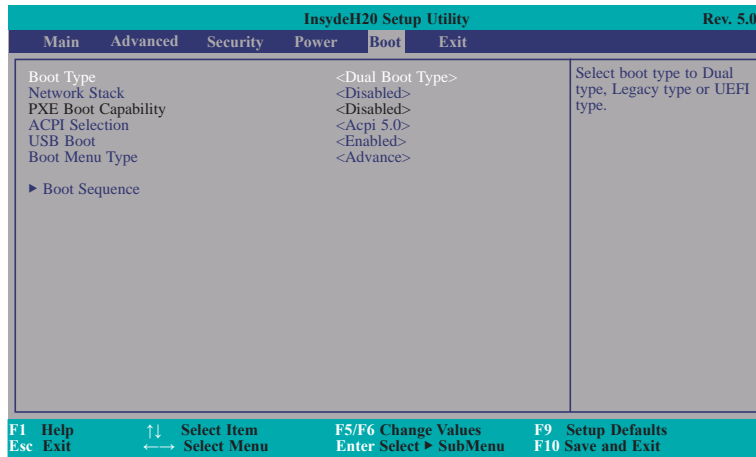 InsydeH20 Setup Utility Rev. 5.0
Main Advanced Security Power Boot Exit
Boot Type <Dual Boot Type>
Network Stack <Disabled>
PXE Boot Capability <Disabled>
ACPI Selection <Acpi 5.0>
USB Boot <Enabled>
Boot Menu Type <Advance>
▶ Boot Sequence
Select boot type to Dual
type, Legacy type or UEFI
type.
F1 Help ↑↓ Select Item F5/F6 Change Values F9 Setup Defaults
Esc Exit ←→ Select Menu Enter Select ▶ SubMenu F10 Save and Exit